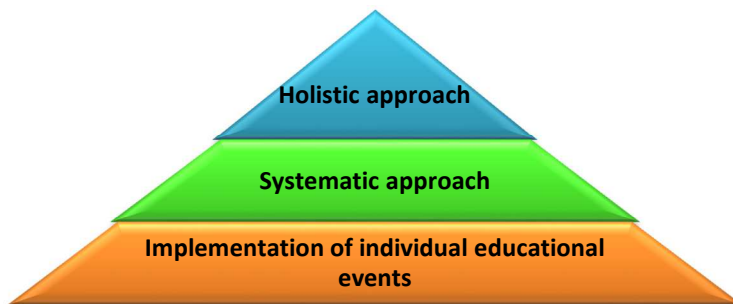 Holistic approach
Systematic approach
Implementation of individual educational
events